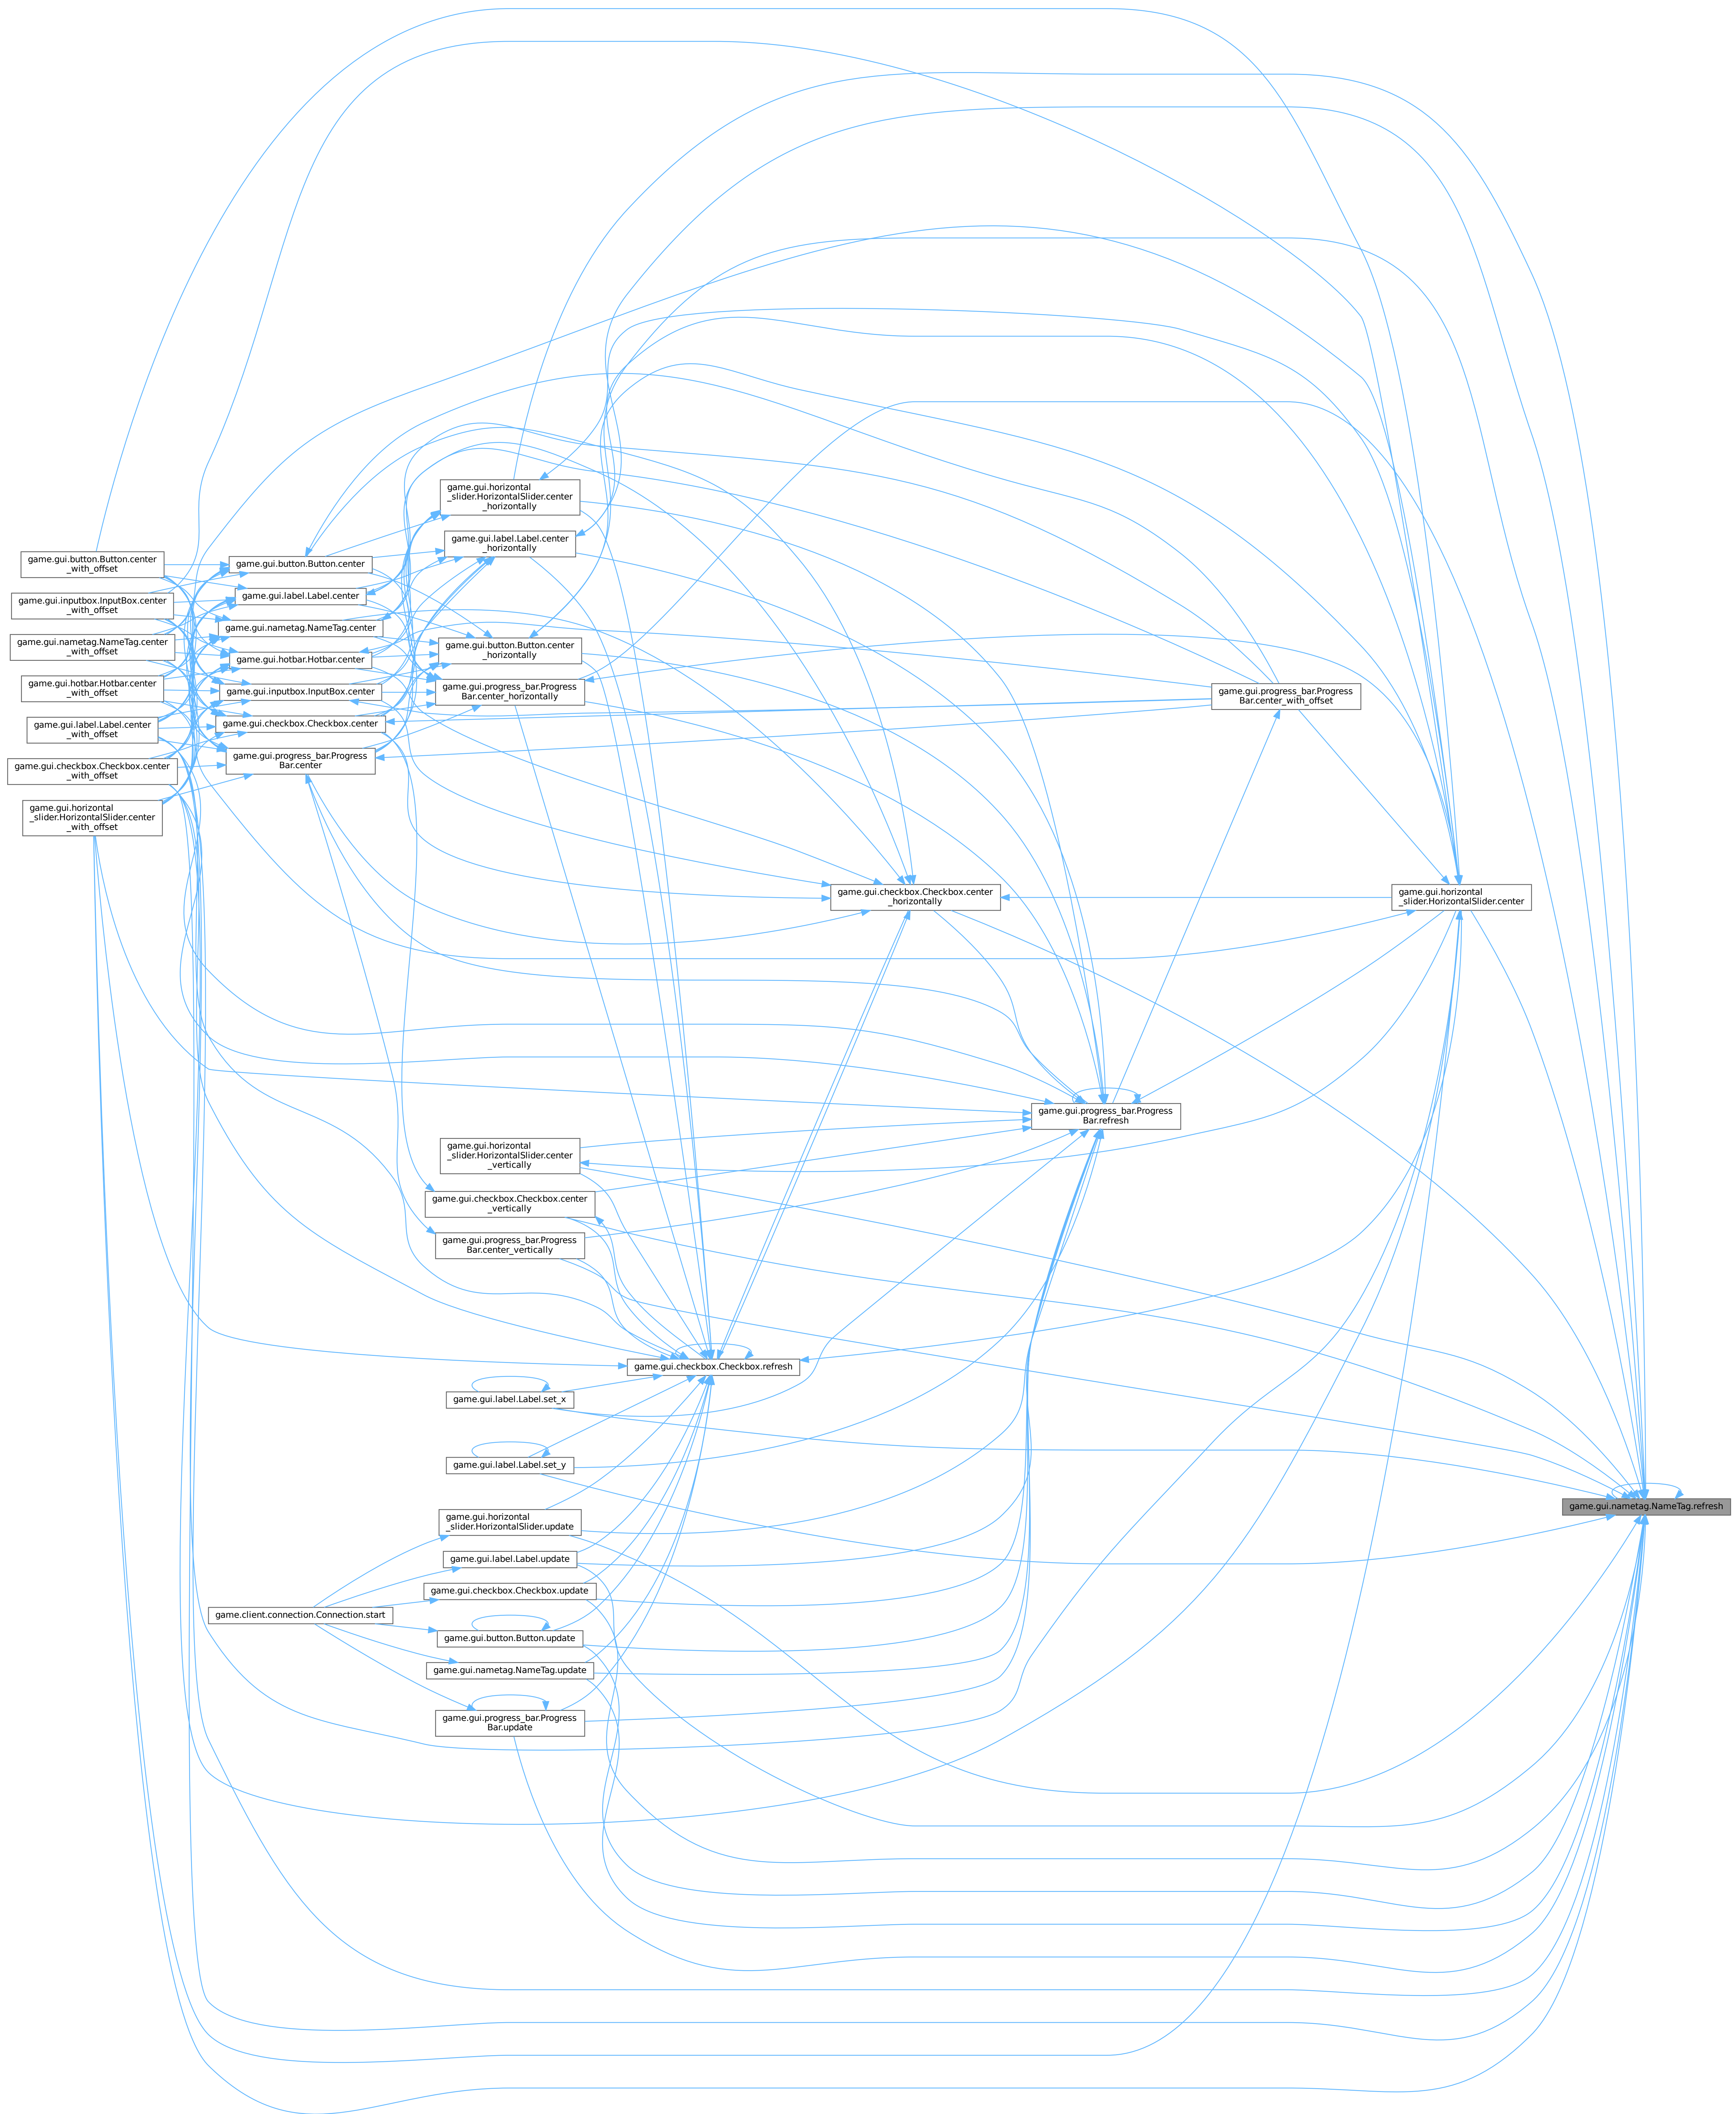 game.gui.button.Button.center
_with_offset
game.gui.inputbox.InputBox.center
_with_offset
game.gui.nametag.NameTag.center
_with_offset
game.gui.hotbar.Hotbar.center
_with_offset
game.gui.label.Label.center
_with_offset
game.gui.checkbox.Checkbox.center
_with_offset
game.gui.horizontal
_slider.HorizontalSlider.center
_with_offset
game.gui.button.Button.center
game.gui.label.Label.center
game.gui.nametag.NameTag.center
game.gui.hotbar.Hotbar.center
game.gui.inputbox.InputBox.center
game.gui.checkbox.Checkbox.center
game.gui.progress_bar.Progress
Bar.center
game.client.connection.Connection.start
game.gui.horizontal
_slider.HorizontalSlider.center
_horizontally
game.gui.label.Label.center
_horizontally
game.gui.button.Button.center
_horizontally
game.gui.progress_bar.Progress
Bar.center_horizontally
game.gui.horizontal
_slider.HorizontalSlider.center
_vertically
game.gui.checkbox.Checkbox.center
_vertically
game.gui.progress_bar.Progress
Bar.center_vertically
game.gui.label.Label.set_x
game.gui.label.Label.set_y
game.gui.horizontal
_slider.HorizontalSlider.update
game.gui.label.Label.update
game.gui.checkbox.Checkbox.update
game.gui.button.Button.update
game.gui.nametag.NameTag.update
game.gui.progress_bar.Progress
Bar.update
game.gui.checkbox.Checkbox.refresh
game.gui.checkbox.Checkbox.center
_horizontally
game.gui.progress_bar.Progress
Bar.refresh
game.gui.progress_bar.Progress
Bar.center_with_offset
game.gui.horizontal
_slider.HorizontalSlider.center
game.gui.nametag.NameTag.refresh